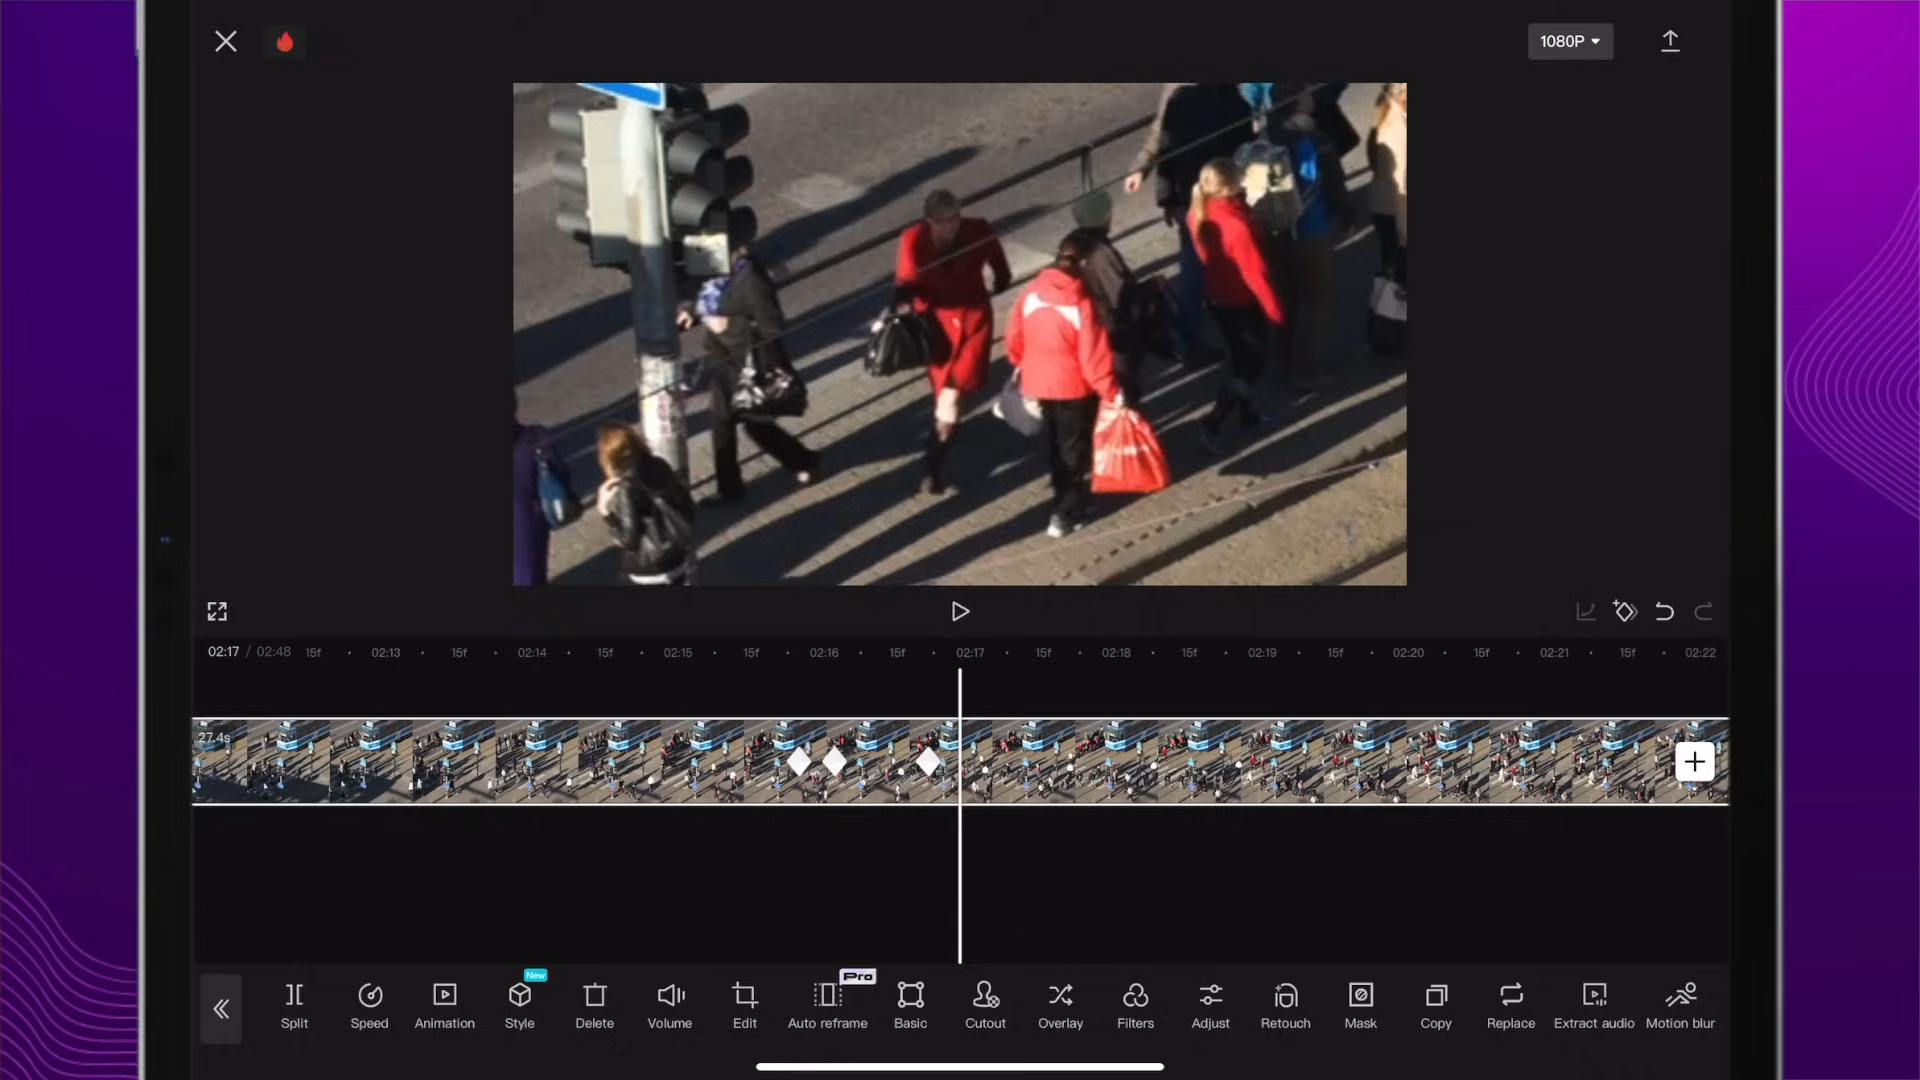 1080P
02:17 / 02:48 15f 02:13 15f 02:14 15f 02:15 15f 02:16 15f 02:17 15f 02:18 15f 02:19 15f 02:20 15f 02:21 15f 02:22
27.4s
New
Pro
Split Speed Animation Style Delete Volume Edit Auto reframe Basic Cutout Overlay Filters Adjust Retouch Mask Copy Replace Extract audio Motion blur